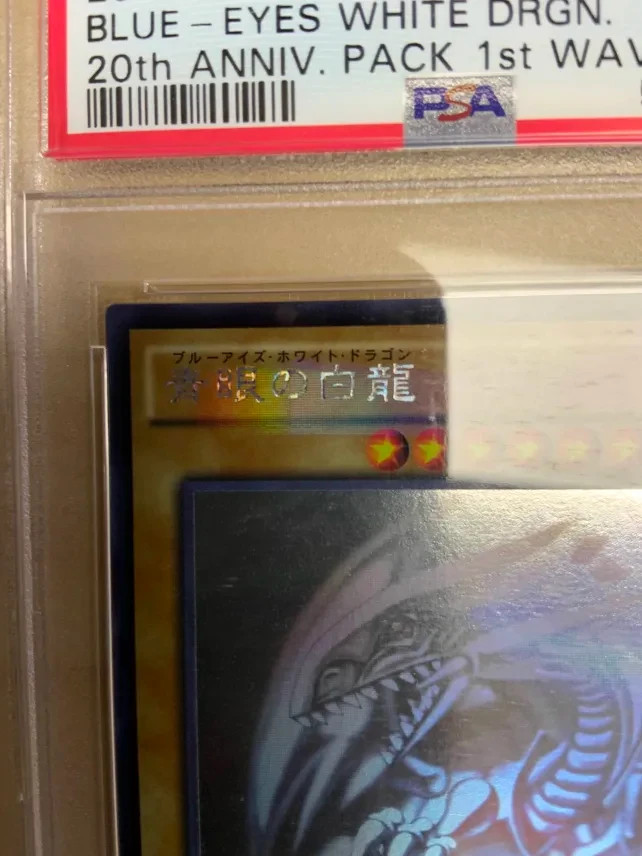 BLUE-EYES WHITE DRGN.
20th ANNIV. PACK 1st WAV
PSA
ブルーアイズ・ホワイト・ドラゴン
青眼の白龍